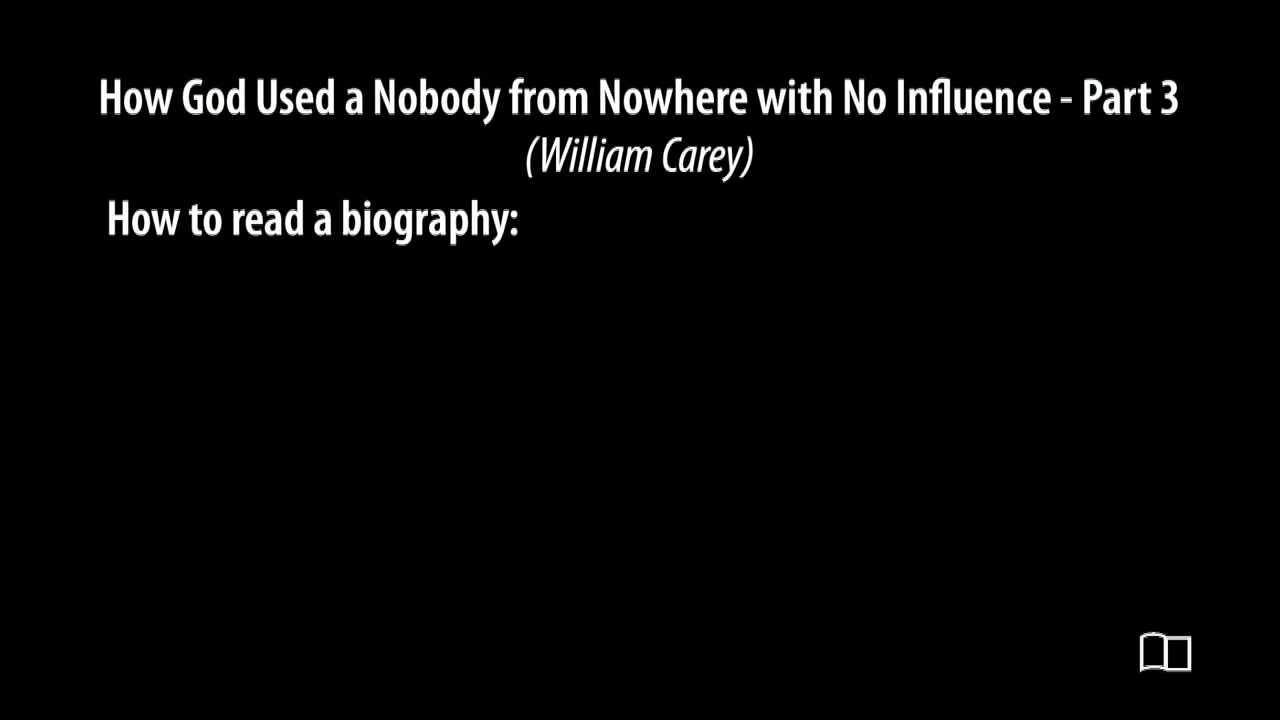 How God Used a Nobody from Nowhere with No Influence - Part 3
(William Carey)
How to read a biography: